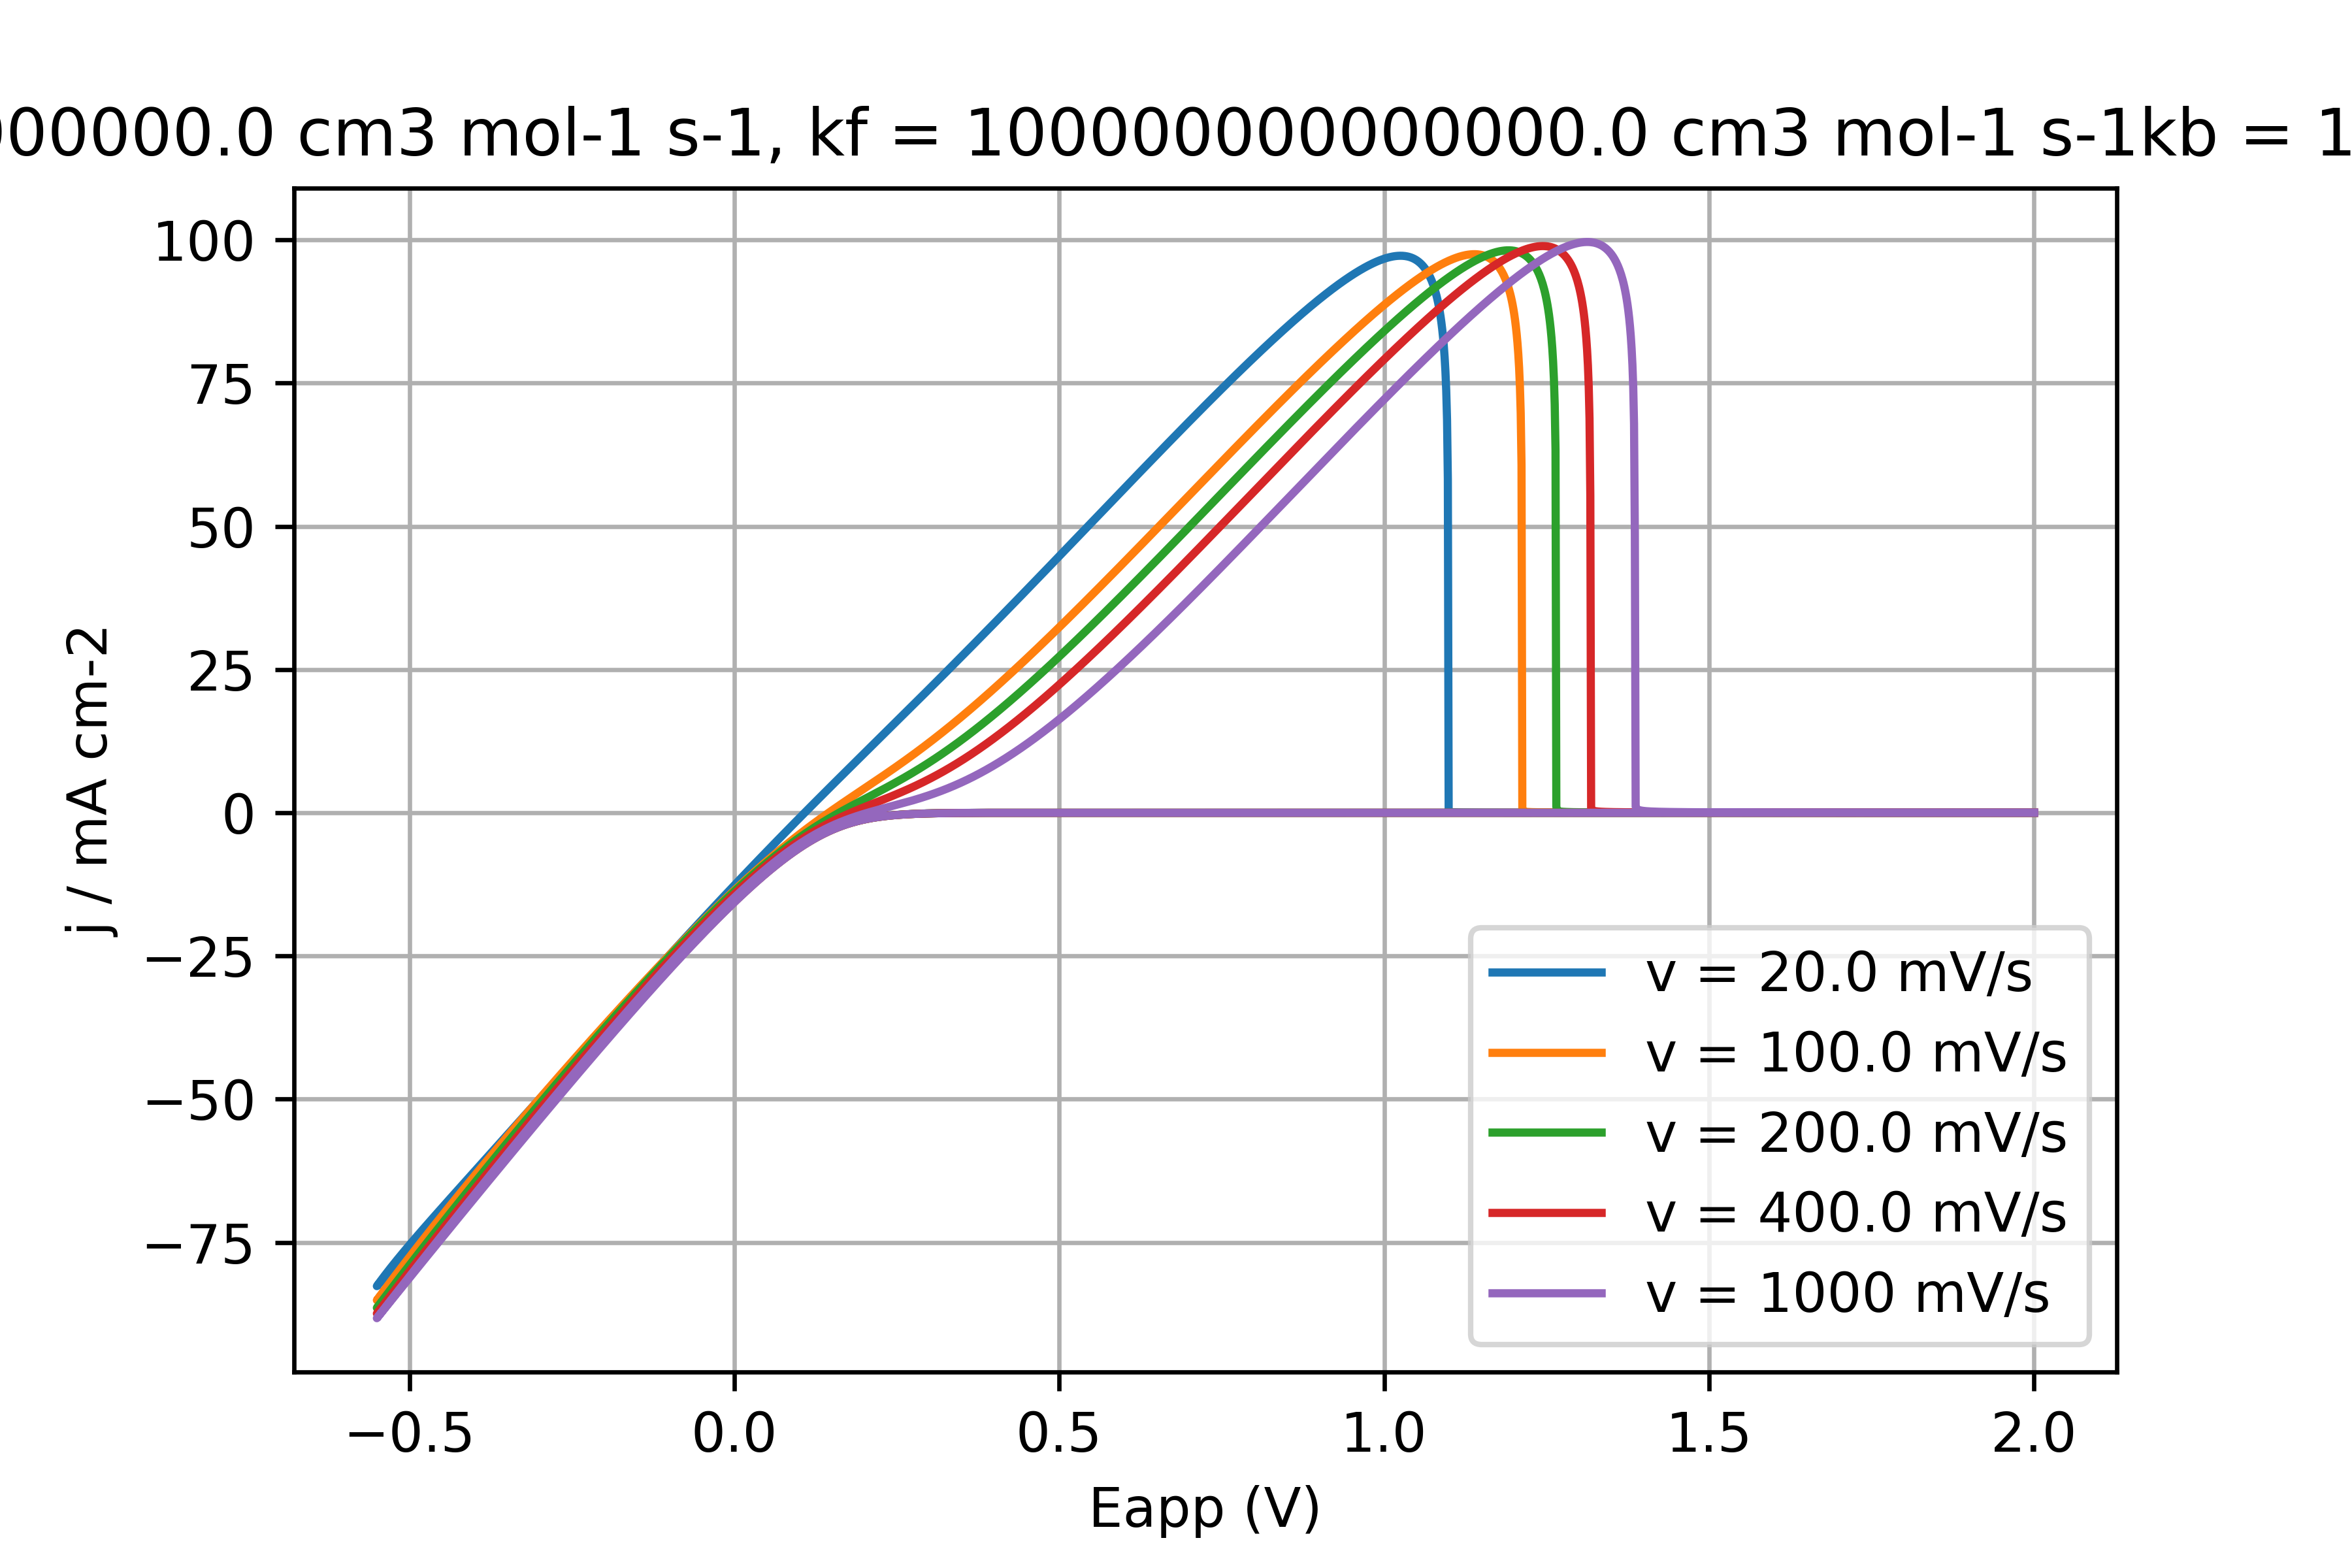 00000.0 cm3 mol-1 s-1, kf = 100000000000000.0 cm3 mol-1 s-1kb = 1
100
75
50
25
0
−25
−50
−75
j / mA cm-2
v = 20.0 mV/s
v = 100.0 mV/s
v = 200.0 mV/s
v = 400.0 mV/s
v = 1000 mV/s
−0.5 0.0 0.5 1.0 1.5 2.0
Eapp (V)